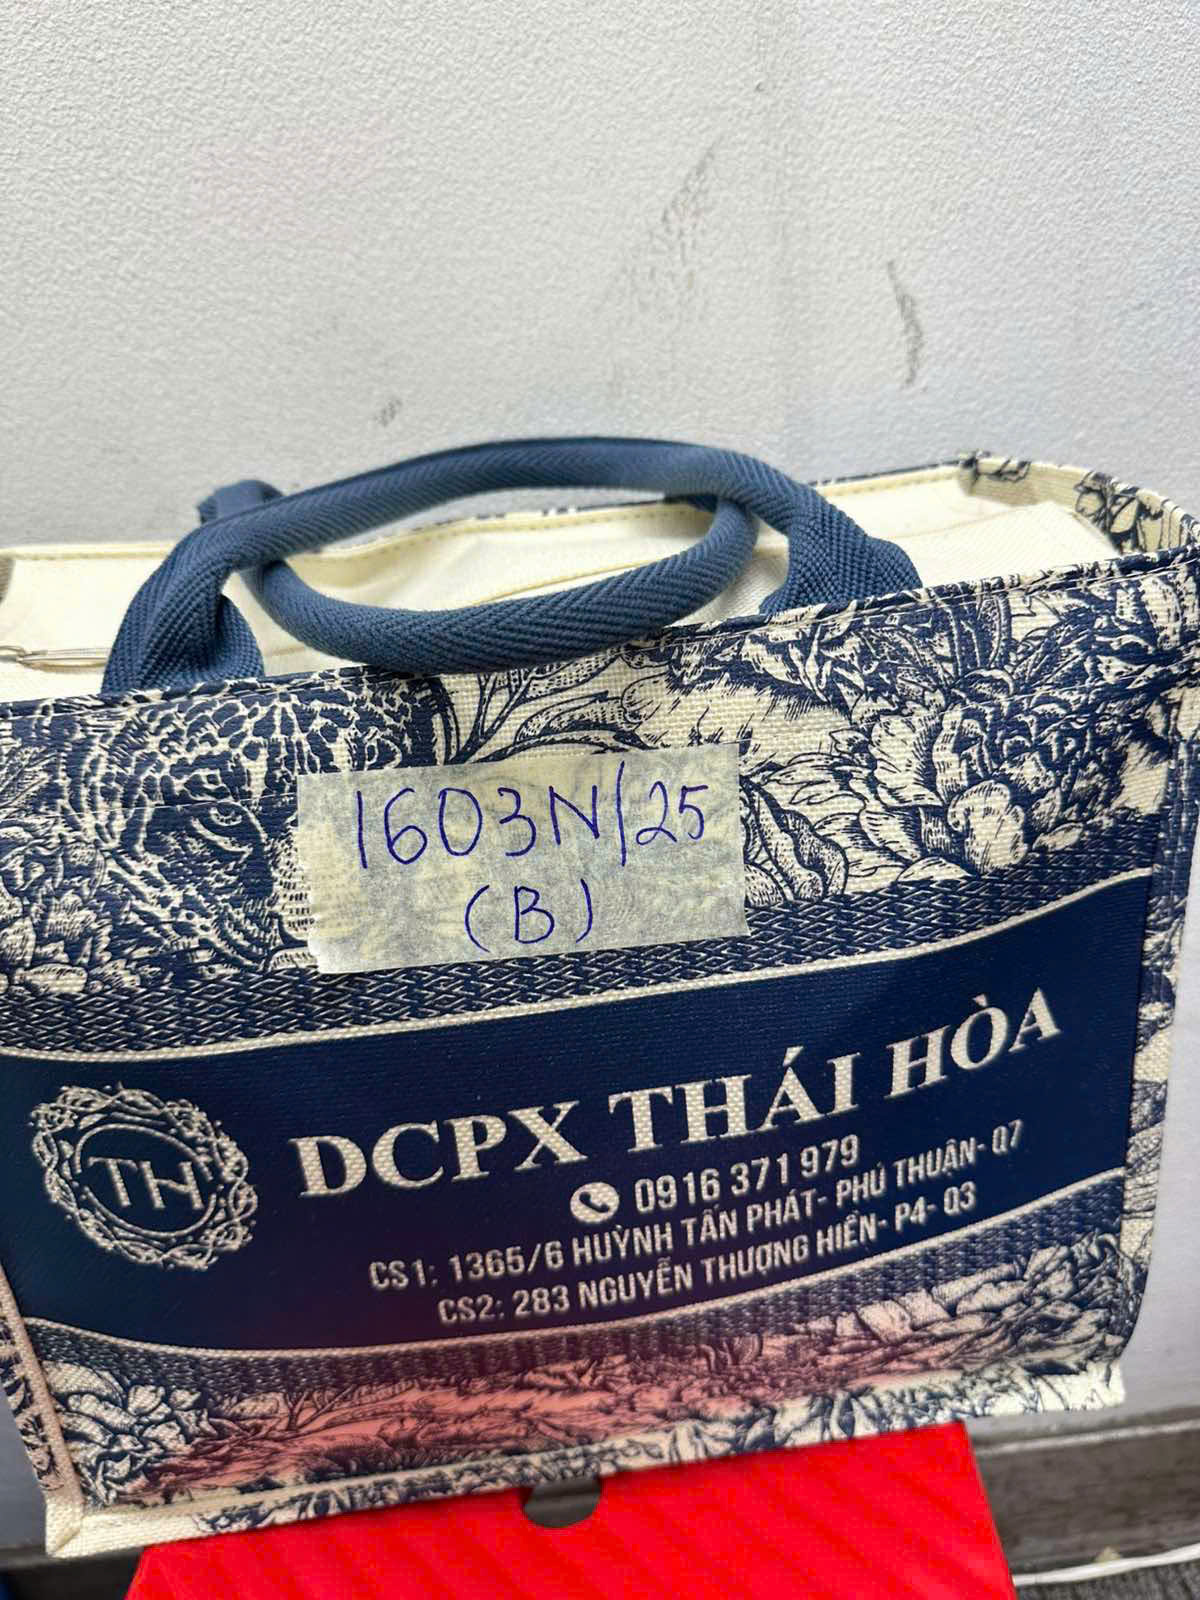 1603N/25
(B)
TH
DCPX THÁI HÒA
0916 371 979
CS1: 1365/6 HUỲNH TẤN PHÁT- PHÚ THUẬN- Q7
CS2: 283 NGUYỄN THƯỢNG HIỀN- P4- Q3